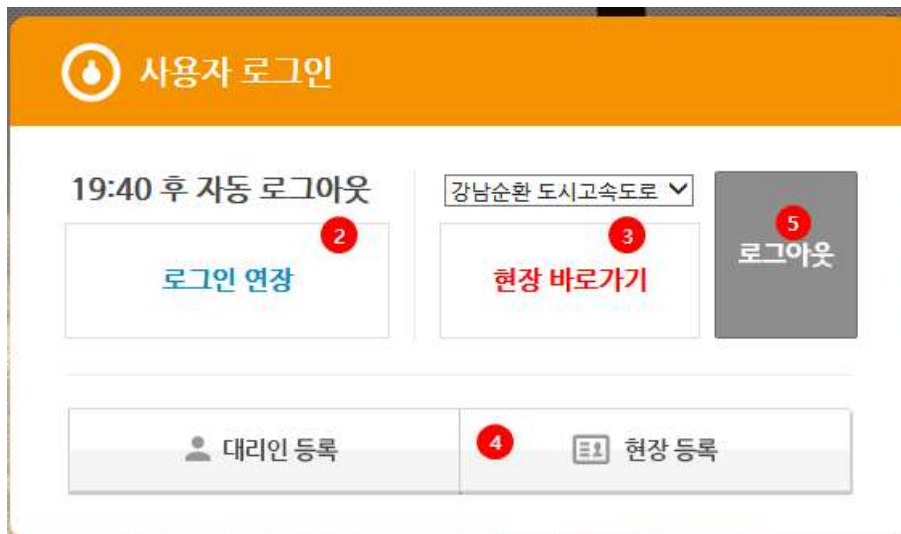 사용자 로그인
19:40 후 자동 로그아웃
강남순환 도시고속도로
2
로그인 연장
3
현장 바로가기
5
로그아웃
대리인 등록
4
현장 등록